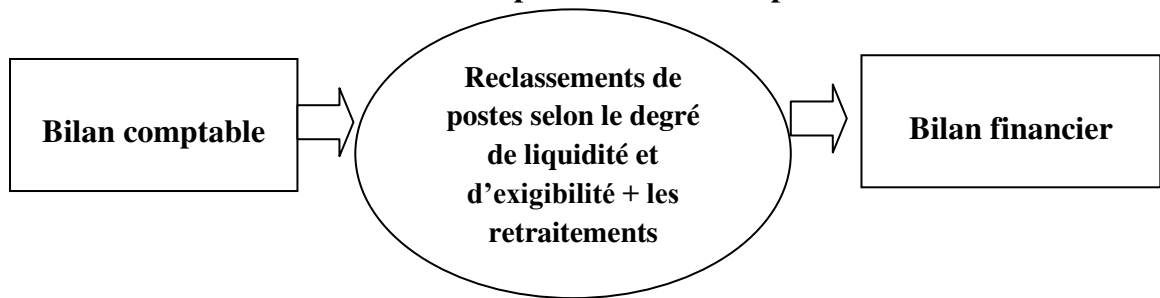 Bilan comptable
Reclassements de
postes selon le degré
de liquidité et
d'exigibilité + les
retraitements
Bilan financier